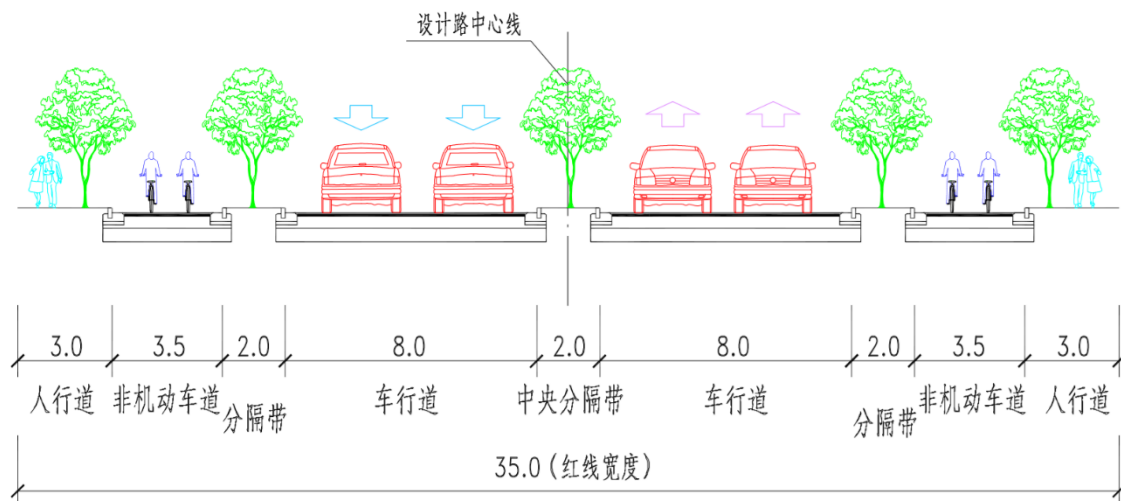 设计路中心线
3.0 3.5 2.0 8.0 2.0 8.0 2.0 3.5 3.0
人行道 非机动车道 分隔带 车行道 中央分隔带 车行道 分隔带 非机动车道 人行道
35.0(红线宽度)